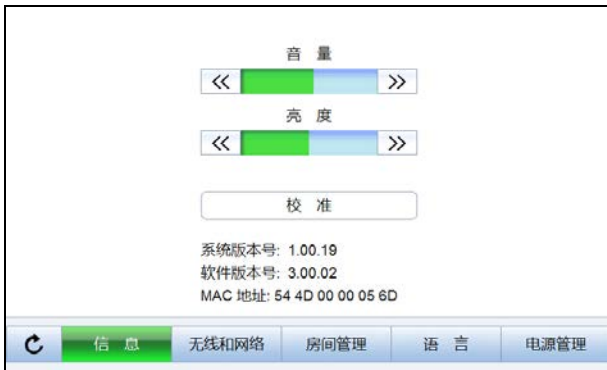 音 量
亮 度
校 准
系统版本号: 1.00.19
软件版本号: 3.00.02
MAC 地址: 54 4D 00 00 05 6D
信 息 无线和网络 房间管理 语 言 电源管理